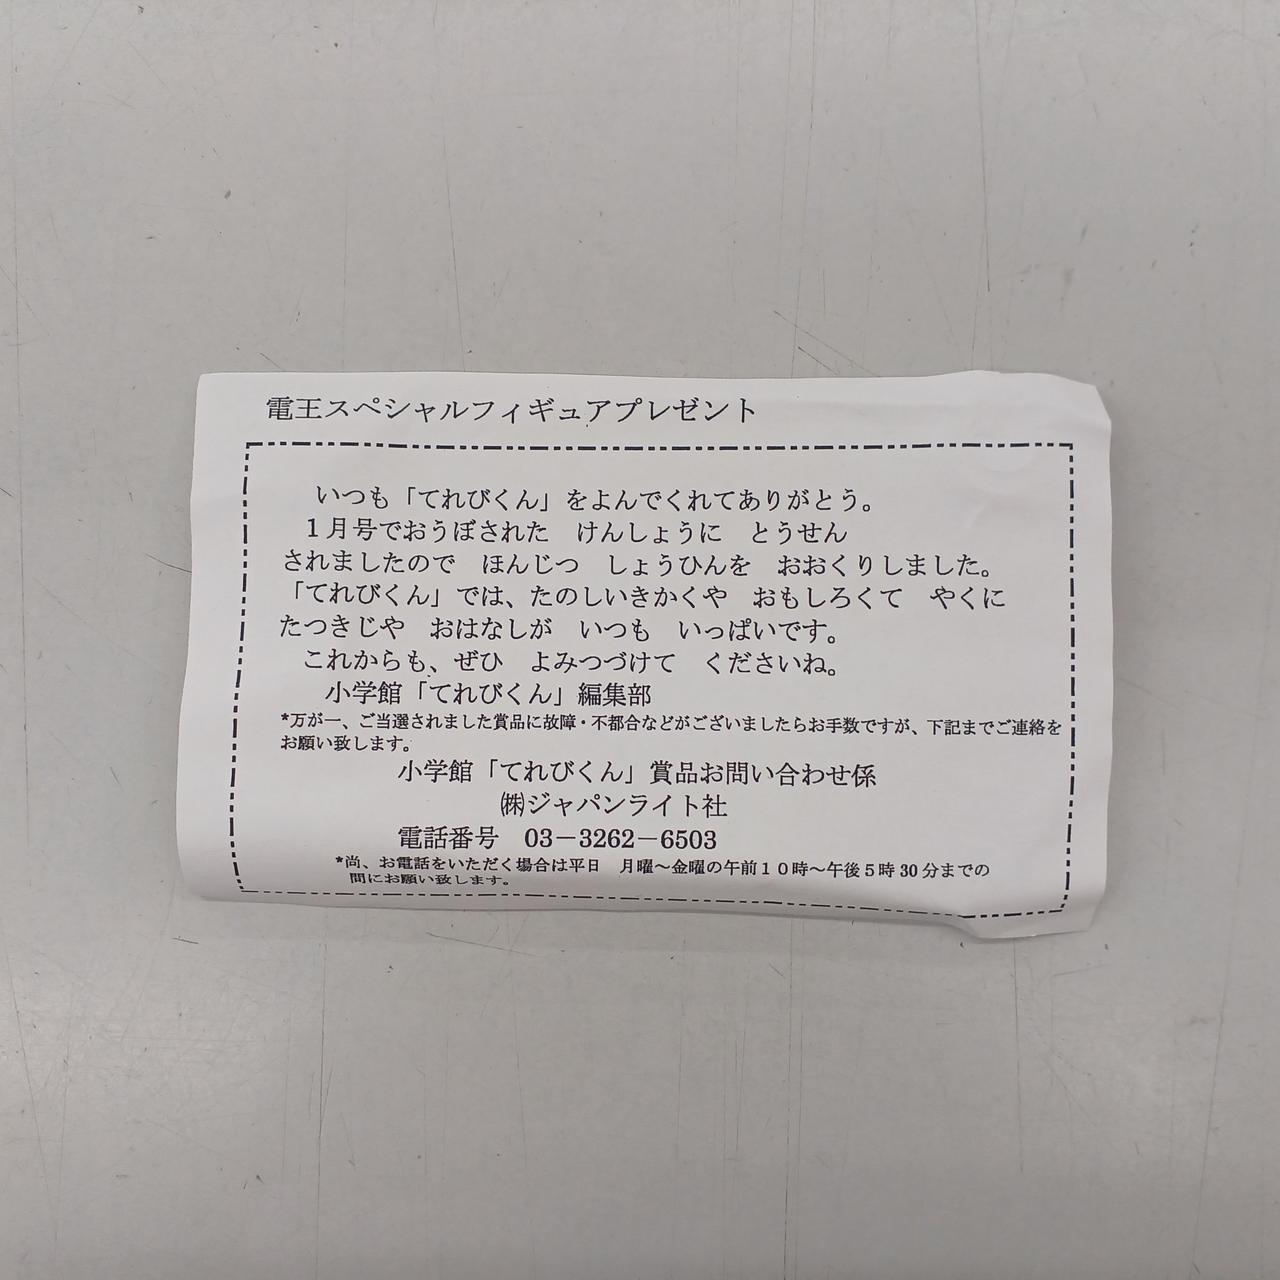 電王スペシャルフィギュアプレゼント
いつも「てれびくん」をよんでくれてありがとう。
1月号でおうぼされた　けんしょうに　とうせん
されましたので　ほんじつ　しょうひんを　おおくりしました。
「てれびくん」では、たのしいきかくや　おもしろくて　やくに
たつきじや　おはなしが　いつも　いっぱいです。
これからも、ぜひ　よみつづけて　くださいね。
小学館「てれびくん」編集部
*万が一、ご当選されました賞品に故障・不都合などがございましたらお手数ですが、下記までご連絡を
お願い致します。
小学館「てれびくん」賞品お問い合わせ係
㈱ジャパンライト社
電話番号　03－3262－6503
*尚、お電話をいただく場合は平日　月曜～金曜の午前１０時～午後５時30分までの
間にお願い致します。